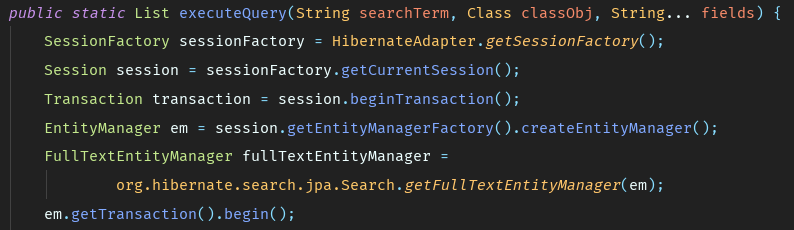 public static List executeQuery(String searchTerm, Class classObj, String... fields) {
SessionFactory sessionFactory = HibernateAdapter.getSessionFactory();
Session session = sessionFactory.getCurrentSession();
Transaction transaction = session.beginTransaction();
EntityManager em = session.getEntityManagerFactory().createEntityManager();
FullTextEntityManager fullTextEntityManager =
org.hibernate.search.jpa.Search.getFullTextEntityManager(em);
em.getTransaction().begin();